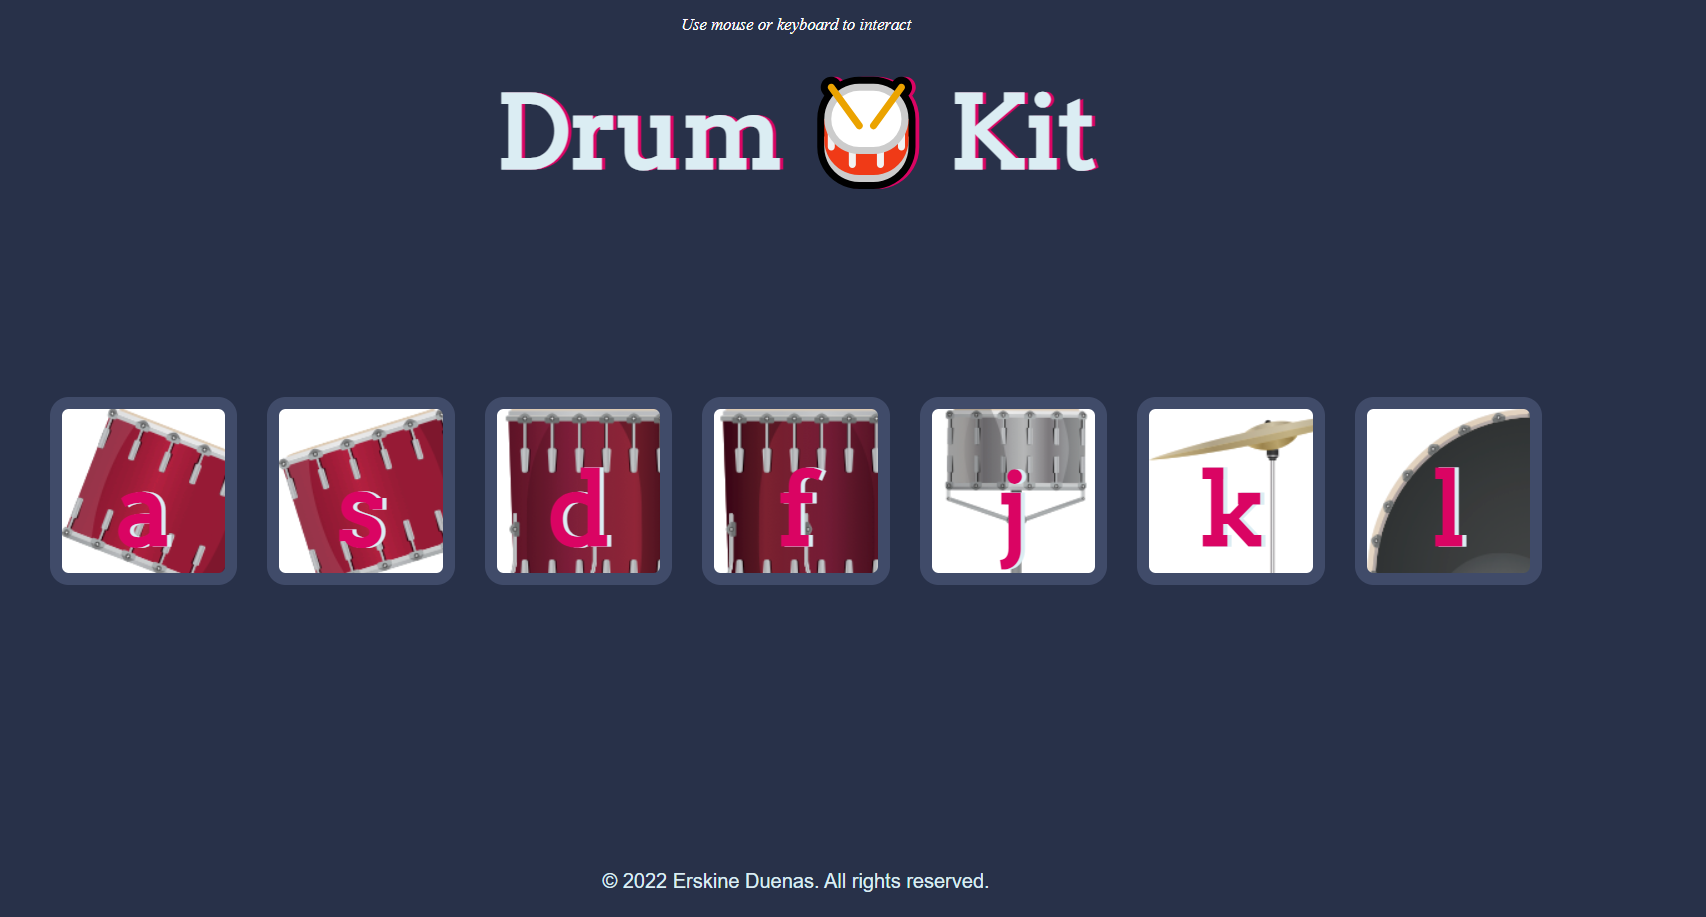 Use mouse or keyboard to interact
Drum 🥁 Kit
a s d f j k l
© 2022 Erskine Duenas. All rights reserved.